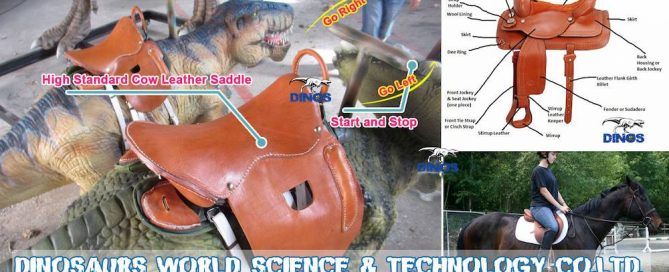 Go Right
High Standard Cow Leather Saddle
DINOS
Go Left
Start and Stop
Holder
Wool Lining
Skirt
Dee Ring
Skirt
Back
Housing or
Back Jockey
Front Jockey
& Seat Jockey
(one piece)
Leather Flank Girth
Billet
Stirrup
Leather
Keeper
Fender or Sudadera
Front Tie Strap
or Cinch Strap
Stirrup Leather
Stirrup
DINOS
DINOS
DINOSAURS WORLD SCIENCE & TECHNOLOGY CO.,LTD.